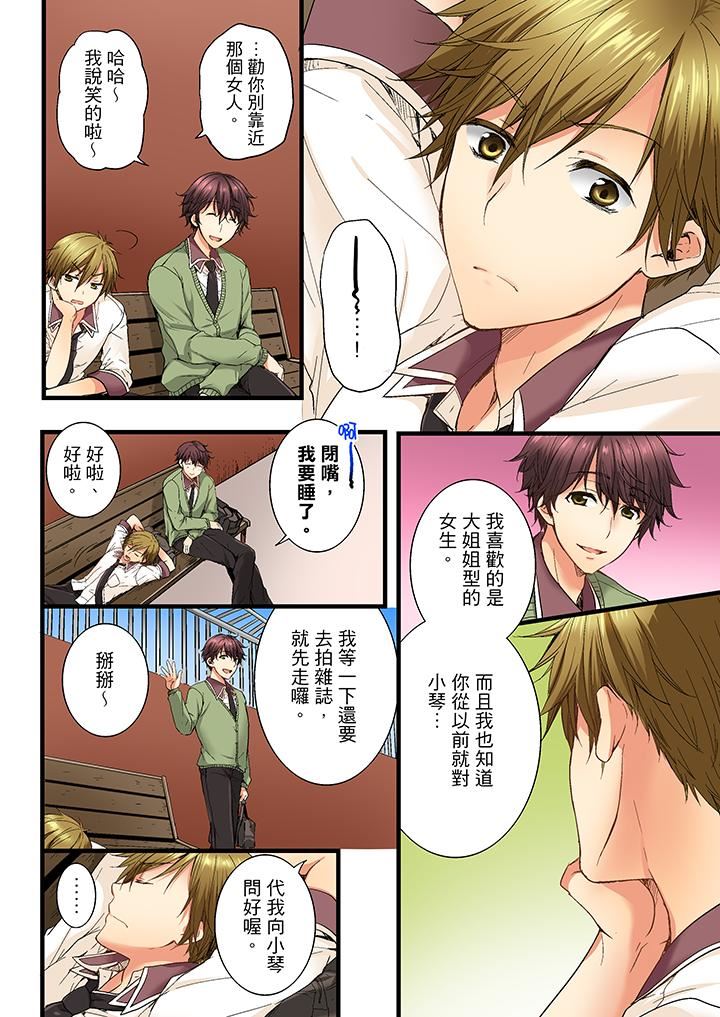 …勸你別靠近
那個女人。
哈哈～
我說笑的啦～
……！
我喜歡的是
大姐姐型的
女生。
而且我也知道
你從以前就對
小琴…
啊
閉嘴，
我要睡了。
好啦、
好啦。
我等一下還要
去拍雜誌，
就先走囉。
掰掰～
代我向小琴
問好喔。
……